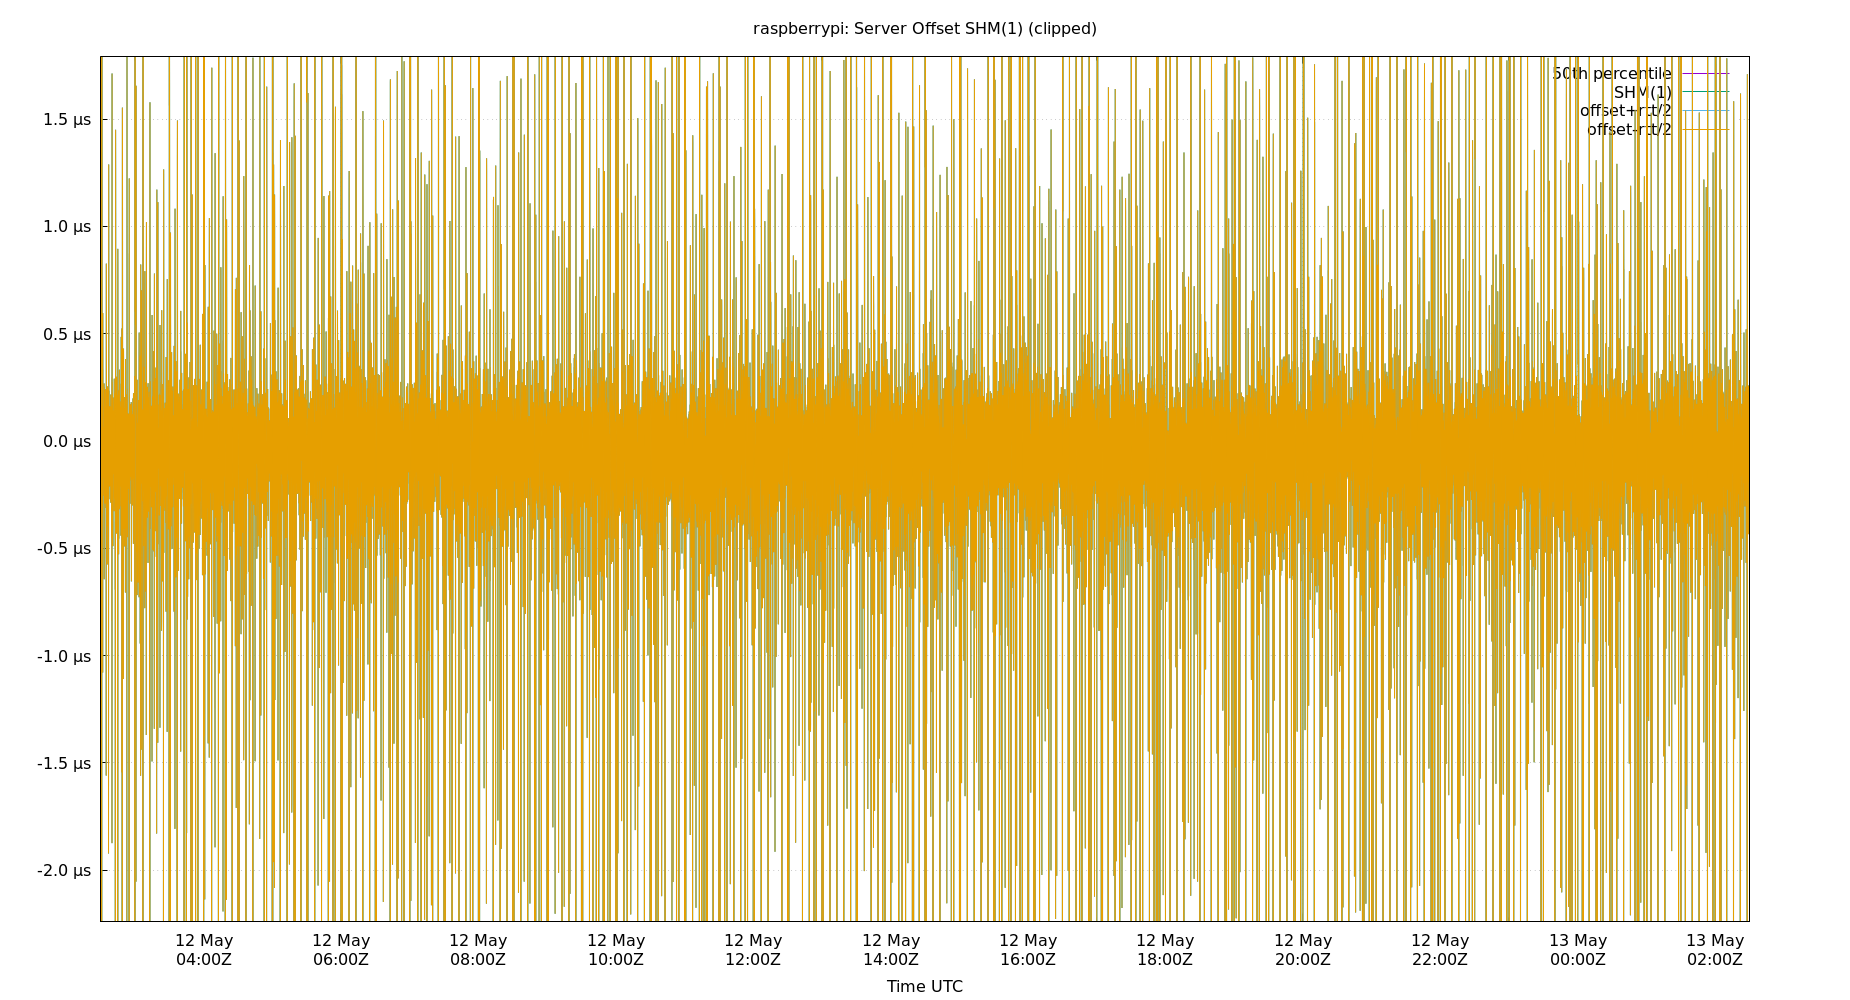 raspberrypi: Server Offset SHM(1) (clipped)
50th percentile
SHM(1)
offset+rtt/2
offset-rtt/2
1.5 µs
1.0 µs
0.5 µs
0.0 µs
-0.5 µs
-1.0 µs
-1.5 µs
-2.0 µs
12 May 12 May 12 May 12 May 12 May 12 May 12 May 12 May 12 May 12 May 13 May 13 May
04:00Z 06:00Z 08:00Z 10:00Z 12:00Z 14:00Z 16:00Z 18:00Z 20:00Z 22:00Z 00:00Z 02:00Z
Time UTC